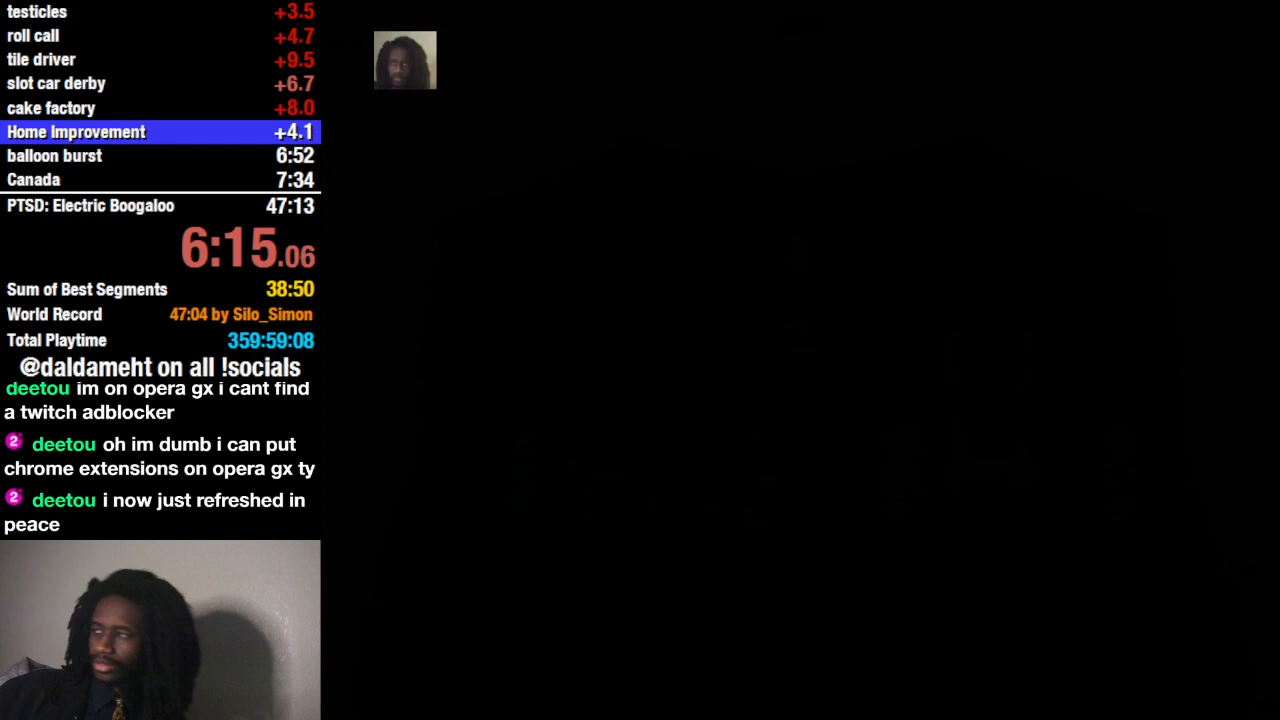 testicles +3.5
roll call +4.7
tile driver +9.5
slot car derby +6.7
cake factory +8.0
Home Improvement +4.1
balloon burst 6:52
Canada 7:34
PTSD: Electric Boogaloo 47:13
6:15.06
Sum of Best Segments 38:50
World Record 47:04 by Silo_Simon
Total Playtime 359:59:08
@daldameht on all !socials
deetou im on opera gx i cant find
a twitch adblocker
2 deetou oh im dumb i can put
chrome extensions on opera gx ty
2 deetou i now just refreshed in
peace